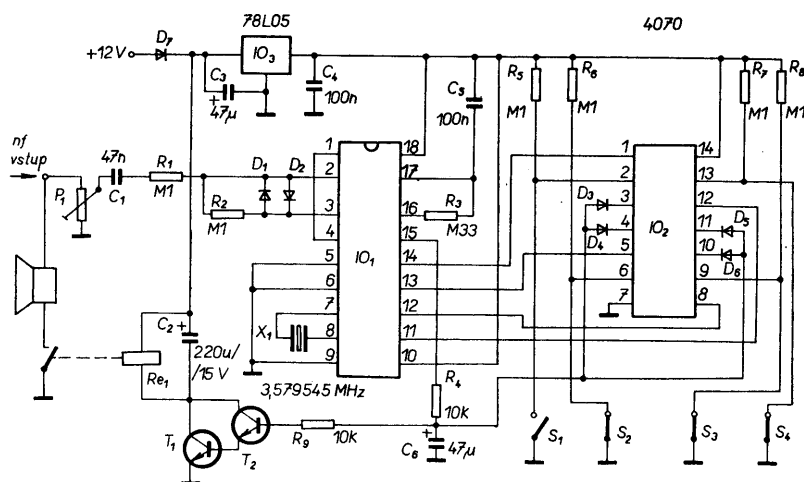 78L05
4070
+12V
D7
IO3
C3
+
47µ
C4
100n
C5
100n
R5
M1
R6
M1
R7
M1
R8
M1
nf
vstup
P1
47n
C1
R1
M1
R2
M1
D1
D2
1
2
3
4
5
6
7
8
9
IO1
18
17
16
15
14
13
12
11
10
R3
M33
X1
3,579545 MHz
1
2
3
4
5
6
7
IO2
14
13
12
11
10
9
8
D3
D4
D5
D6
C2
+
220u/
/15 V
Re1
T1
T2
R9
10K
R4
10K
+
C6
47µ
S1
S2
S3
S4